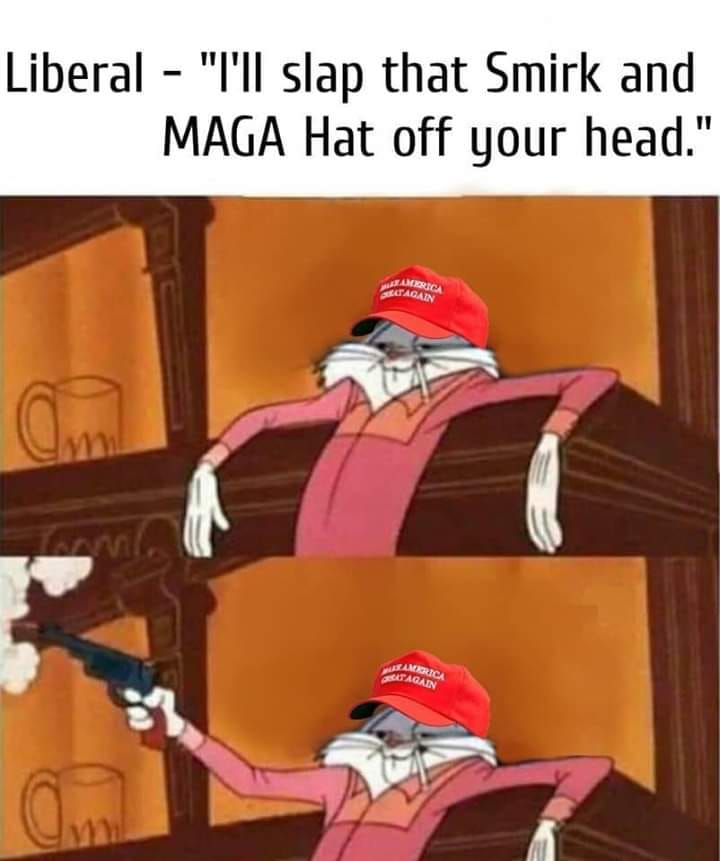 Liberal - "I'll slap that Smirk and
MAGA Hat off your head."
MAKE AMERICA
GREAT AGAIN
MAKE AMERICA
GREAT AGAIN